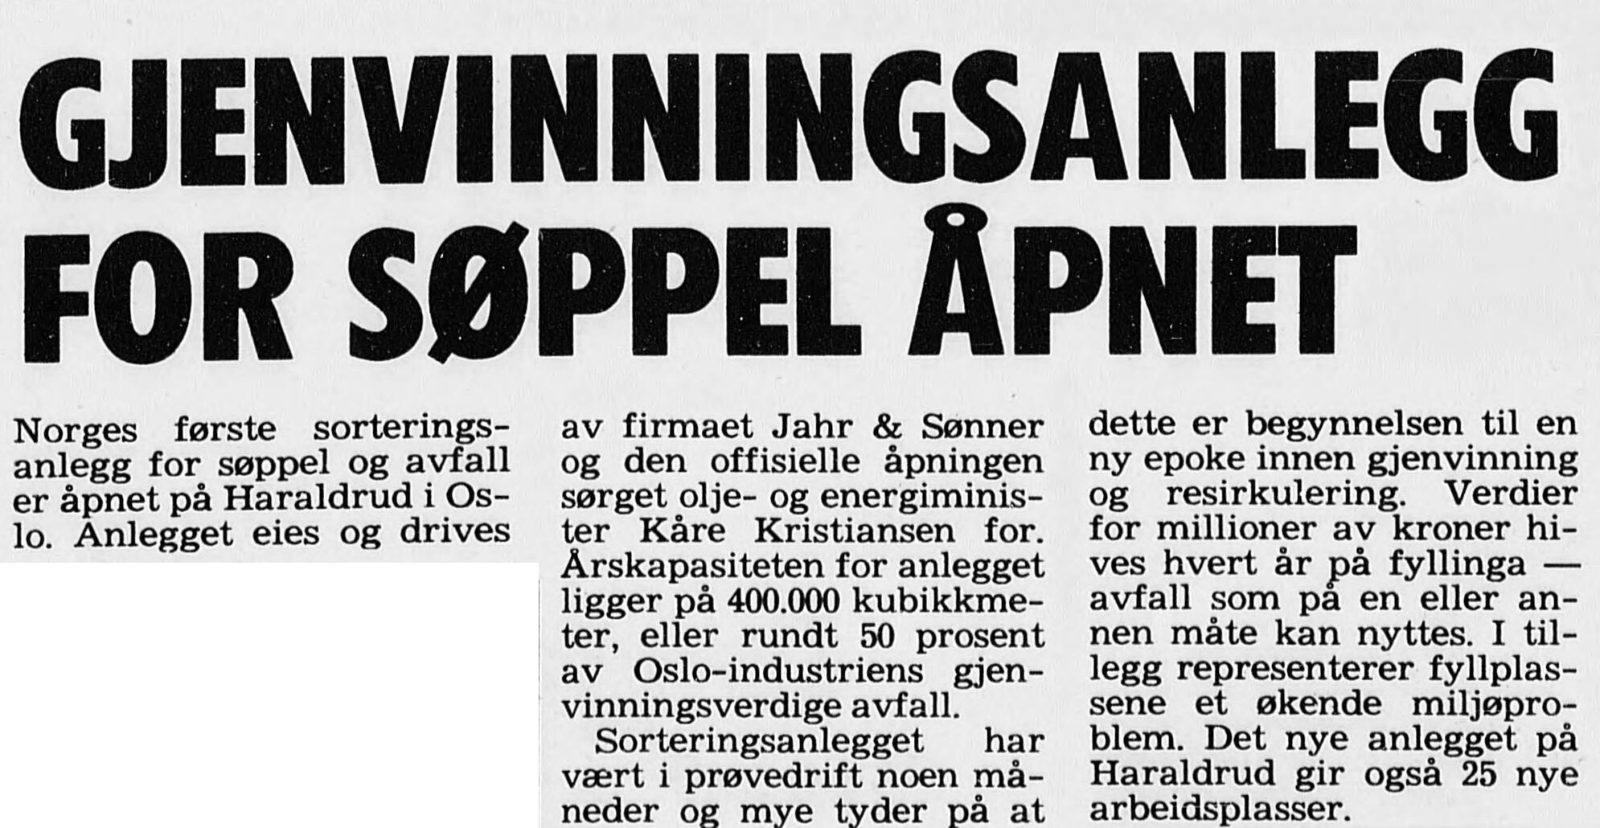 GJENVINNINGSANLEGG
FOR SØPPEL ÅPNET
Norges første sorterings-
anlegg for søppel og avfall
er åpnet på Haraldrud i Os-
lo. Anlegget eies og drives
av firmaet Jahr & Sønner
og den offisielle åpningen
sørget olje- og energiminis-
ter Kåre Kristiansen for.
Årskapasiteten for anlegget
ligger på 400.000 kubikkme-
ter, eller rundt 50 prosent
av Oslo-industriens gjen-
vinningsverdige avfall.
Sorteringsanlegget har
vært i prøvedrift noen må-
neder og mye tyder på at
dette er begynnelsen til en
ny epoke innen gjenvinning
og resirkulering. Verdier
for millioner av kroner hi-
ves hvert år på fyllinga —
avfall som på en eller an-
nen måte kan nyttes. I til-
legg representerer fyllplas-
sene et økende miljøpro-
blem. Det nye anlegget på
Haraldrud gir også 25 nye
arbeidsplasser.